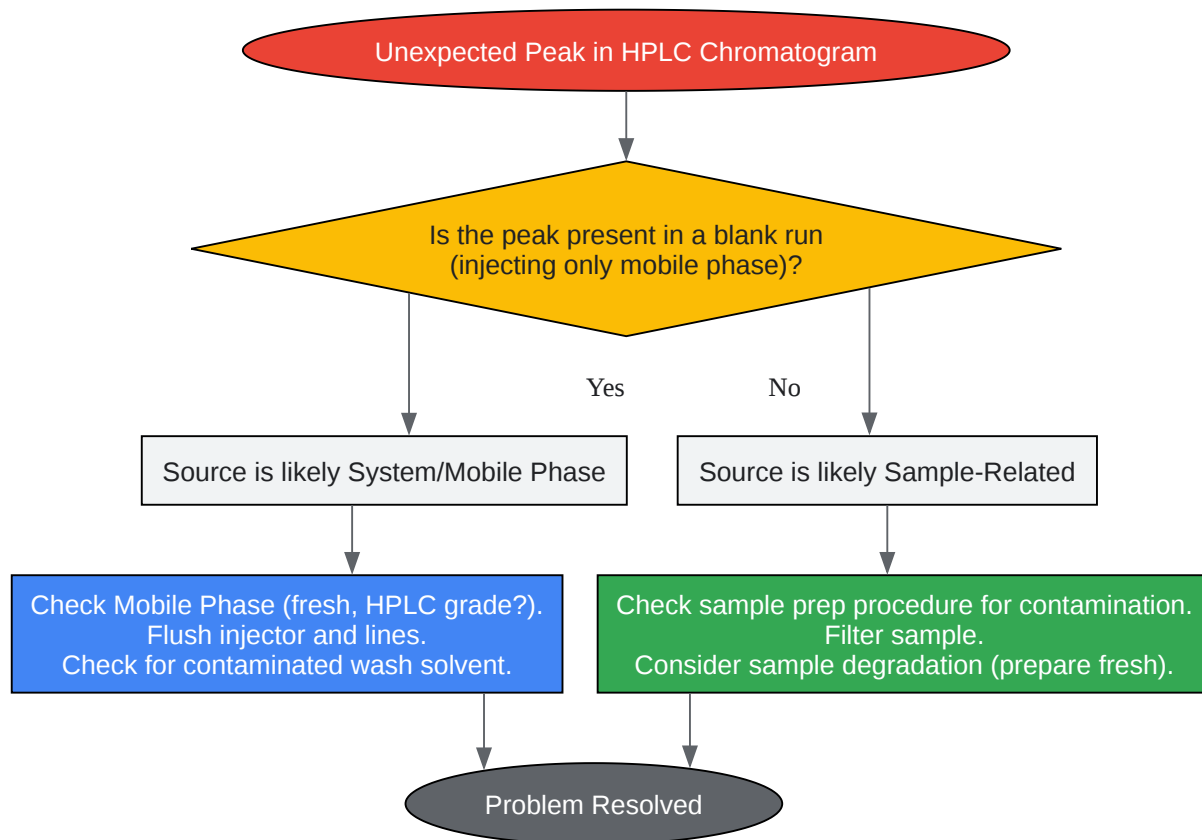 Unexpected Peak in HPLC Chromatogram
Is the peak present in a blank run
(injecting only mobile phase)?
Yes
No
Source is likely System/Mobile Phase
Source is likely Sample-Related
Check Mobile Phase (fresh, HPLC grade?).
Flush injector and lines.
Check for contaminated wash solvent.
Check sample prep procedure for contamination.
Filter sample.
Consider sample degradation (prepare fresh).
Problem Resolved